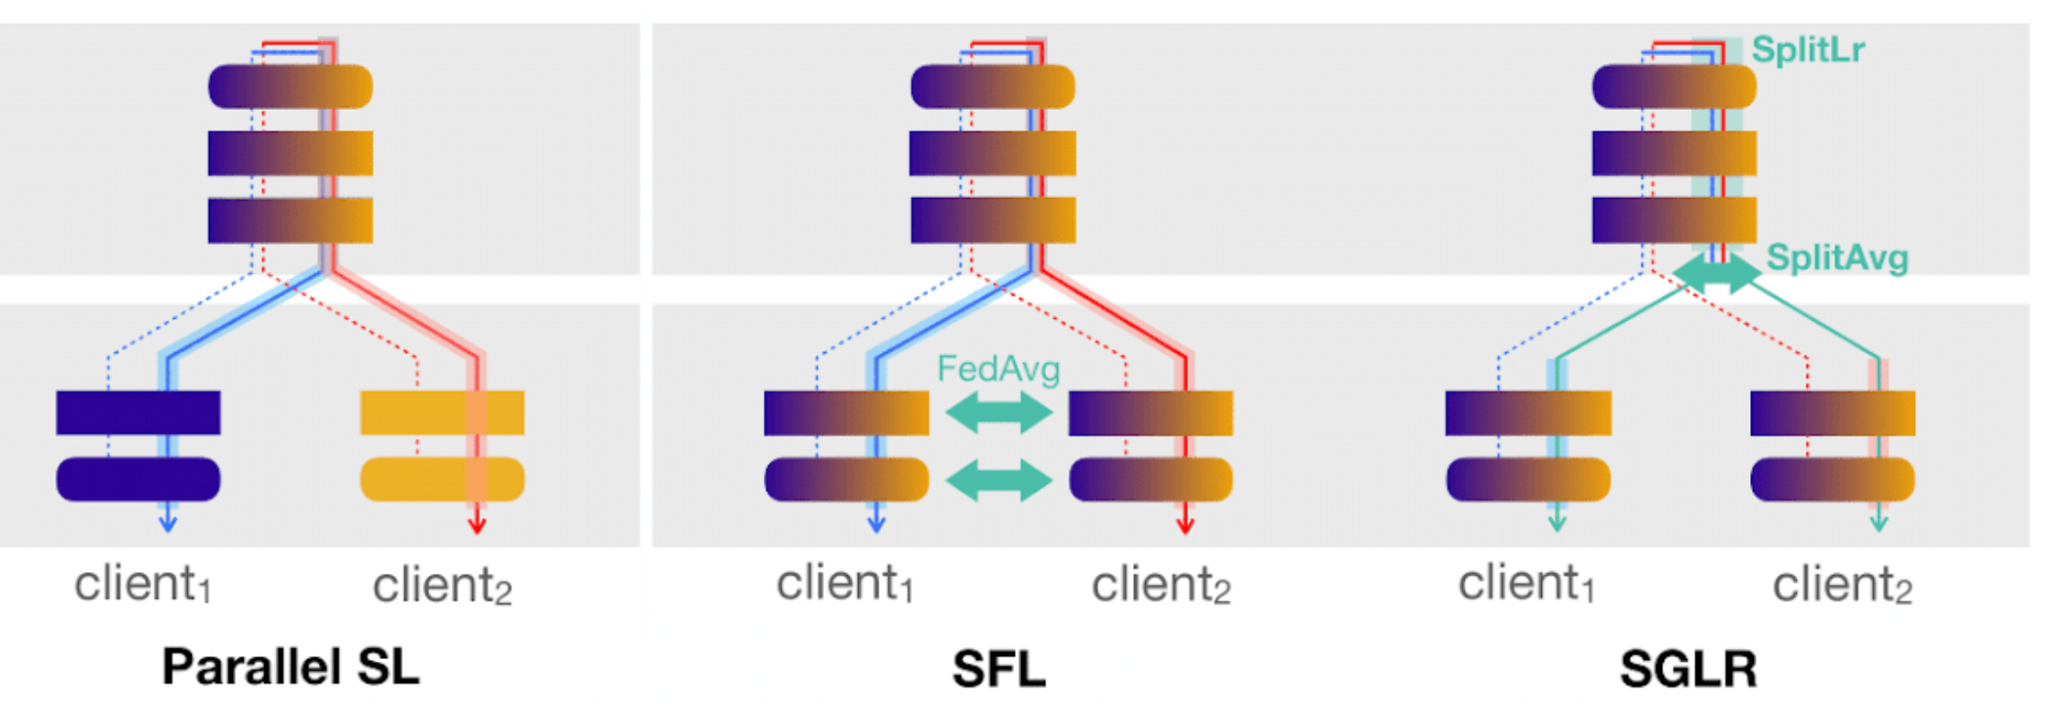 SplitLr
SplitAvg
FedAvg
client₁ client₂ client₁ client₂ client₁ client₂
Parallel SL SFL SGLR